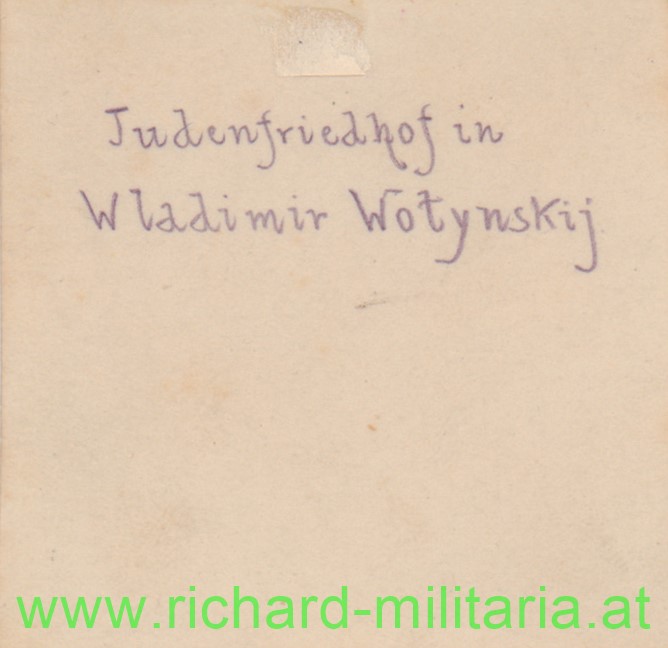 Judenfriedhof in
Wladimir Wołynskij
www.richard-militaria.at